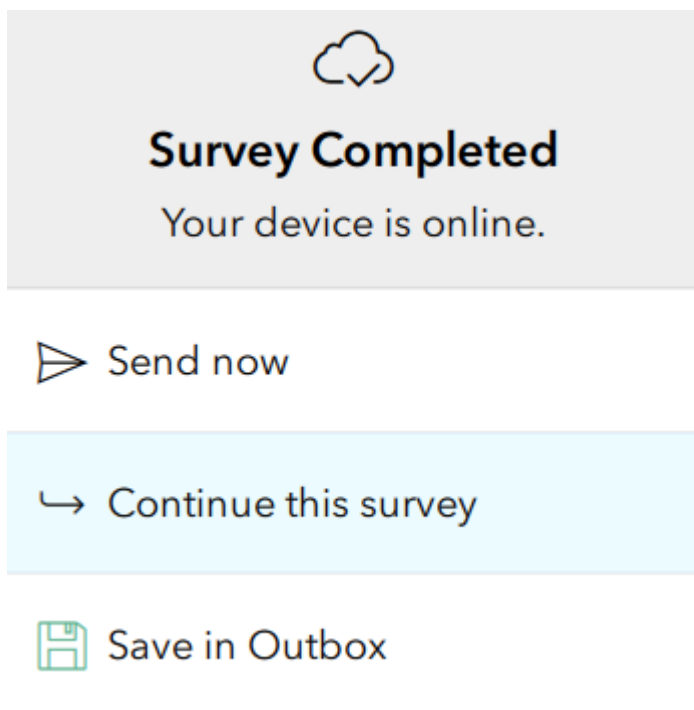 Survey Completed
Your device is online.
Send now
Continue this survey
Save in Outbox